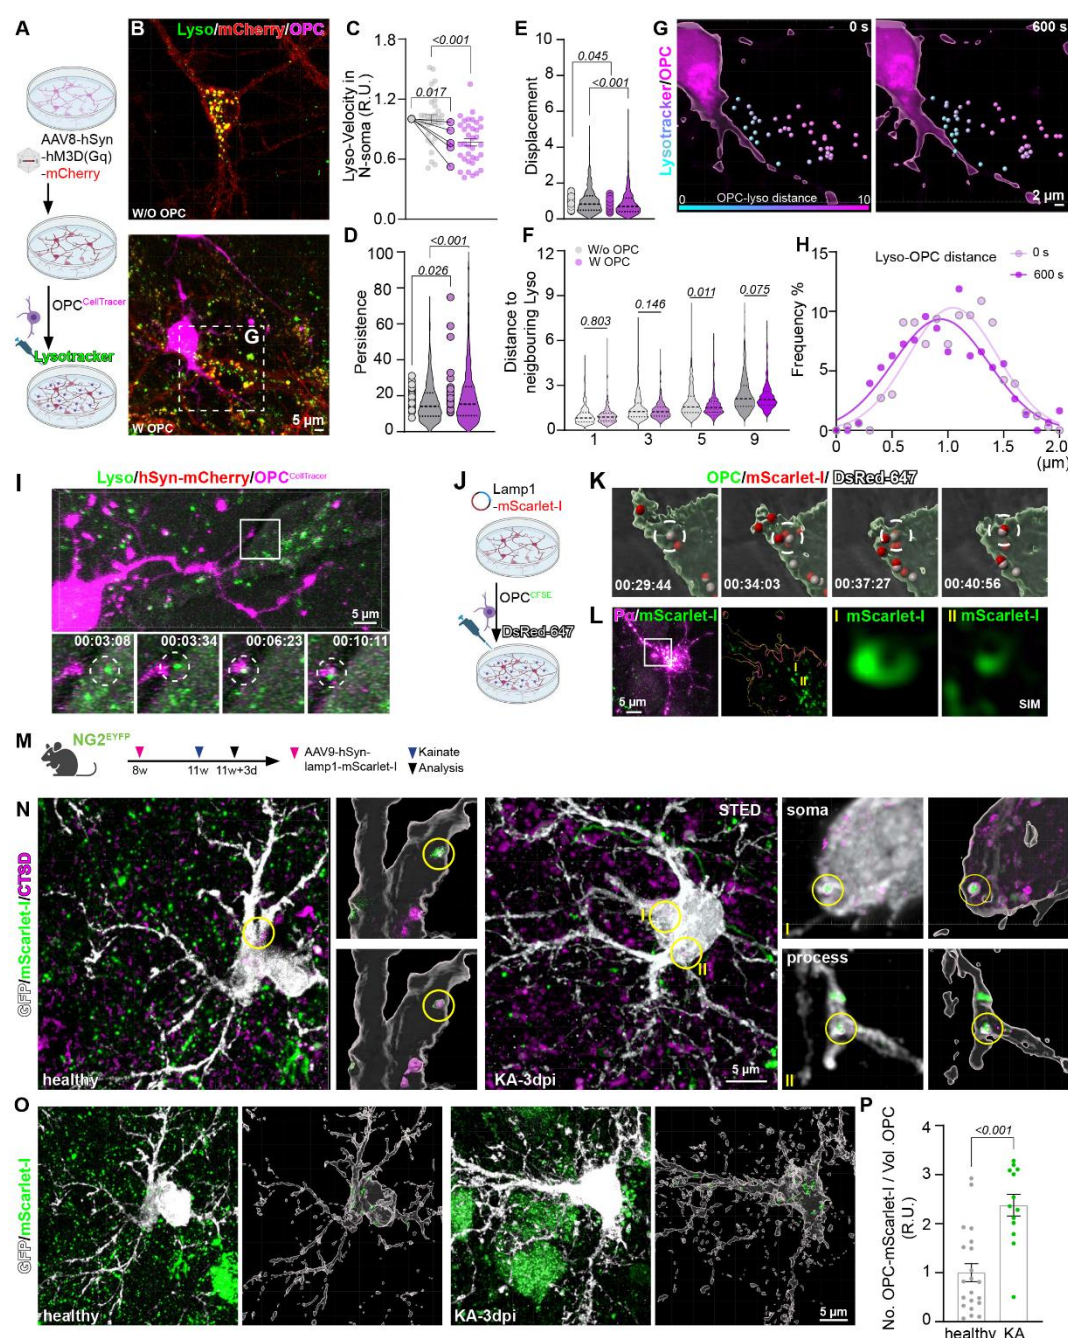 A
AAV8-hSyn
-hM3D(Gq)
-mCherry
OPC CellTracer
Lysotracker
B
Lyso/mCherry/OPC
W/O OPC
G
W OPC
5 µm
C
Lyso-Velocity in
N-soma (R.U.)
1.8
1.2
0.6
0.0
<0.001
0.017
D
Persistence
100
80
60
40
20
0
<0.001
0.026
E
Displacement
10
8
6
4
2
0
0.045
<0.001
F
W/o OPC
W OPC
Distance to
neibouring Lyso
12
9
6
3
0
0.803
0.146
0.011
0.075
1
3
5
9
G
Lysotracker/OPC
0 s
600 s
0
OPC-lyso distance
10
2 µm
H
Lyso-OPC distance
0 s
600 s
Frequency %
15
10
5
0
0.0
0.5
1.0
1.5
2.0
(µm)
I
Lyso/hSyn-mCherry/OPC CellTracer
5 µm
00:03:08
00:03:34
00:06:23
00:10:11
J
Lamp1
-mScarlet-I
OPC CFSE
DsRed-647
K
OPC/mScarlet-I/ DsRed-647
00:29:44
00:34:03
00:37:27
00:40:56
L
Pα/mScarlet-I
5 µm
I
II
I mScarlet-I
II mScarlet-I
SIM
M
NG2 EYFP
8w
11w
11w+3d
AAV9-hSyn-
lamp1-mScarlet-I
Kainate
Analysis
N
GFP/mScarlet-I/CTSD
healthy
STED
I
II
KA-3dpi
5 µm
soma
I
process
II
O
GFP/mScarlet-I
healthy
KA-3dpi
5 µm
P
No. OPC-mScarlet-I / Vol .OPC
(R.U.)
4
3
2
1
0
<0.001
healthy
KA